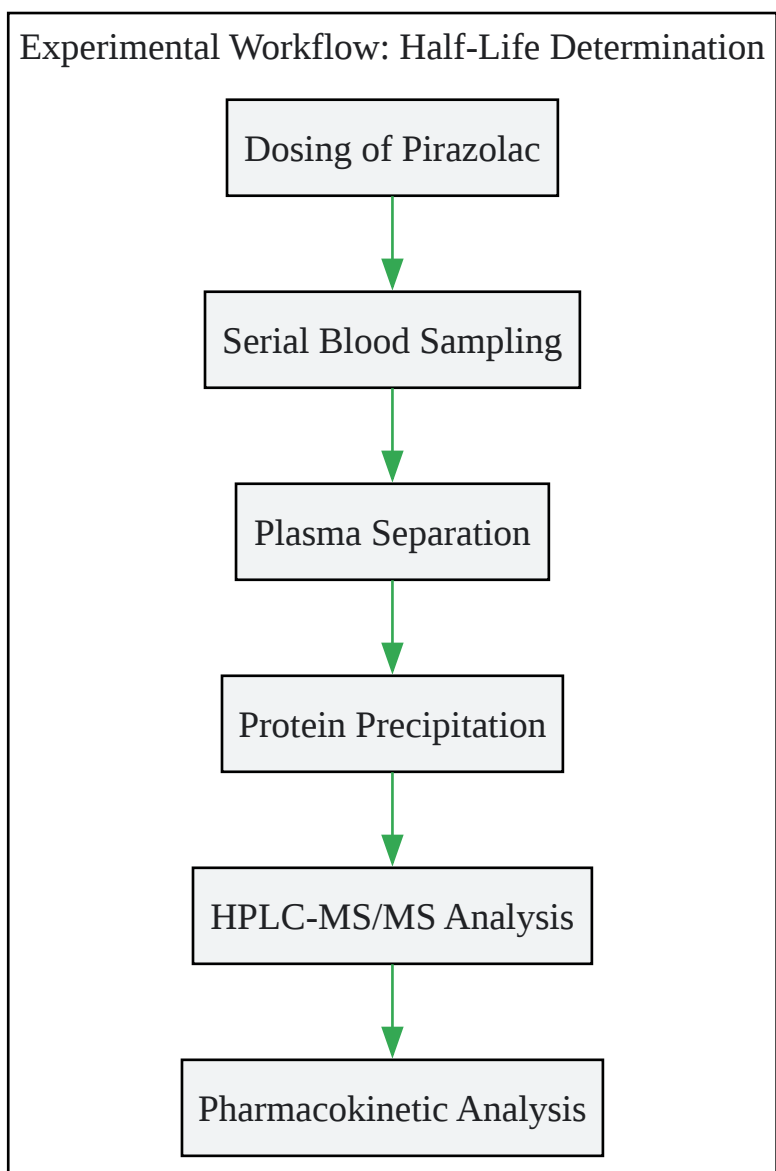 Experimental Workflow: Half-Life Determination
Dosing of Pirazolac
Serial Blood Sampling
Plasma Separation
Protein Precipitation
HPLC-MS/MS Analysis
Pharmacokinetic Analysis